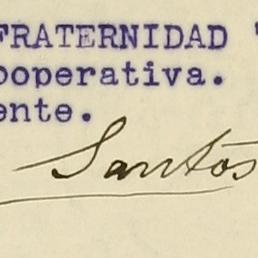 FRATERNIDAD "
ooperativa.
ente.
Santos